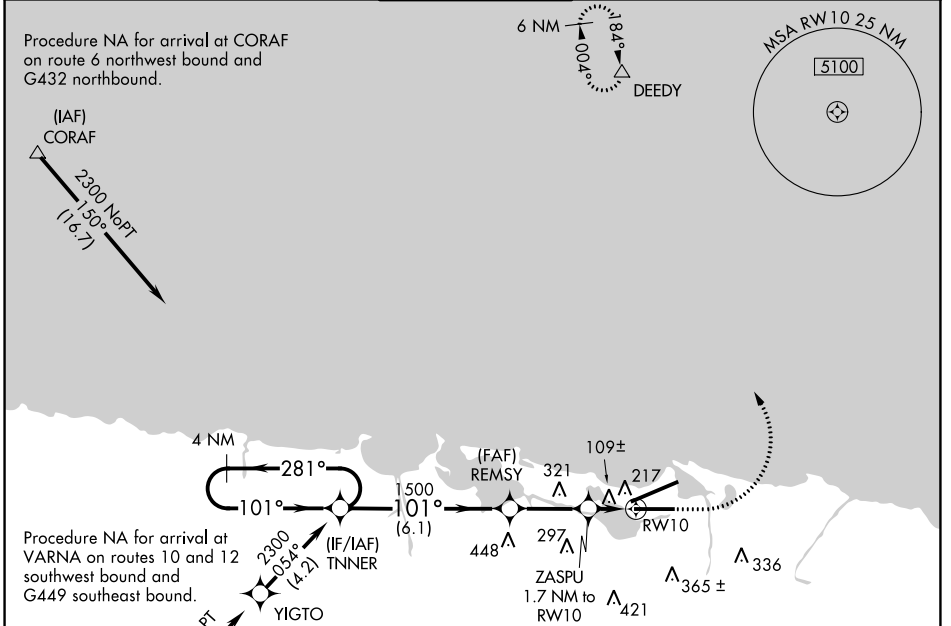 Procedure NA for arrival at CORAF
on route 6 northwest bound and
G432 northbound.
(IAF)
CORAF
2300 NoPT
150°
(16.7)
6 NM
184°
004°
DEEDY
MSA RW10 25 NM
5100
4 NM
281°
101°
(IF/IAF)
TNNER
1500
101°
(6.1)
(FAF)
REMSY
448
321
297
109±
217
RW10
ZASPU
1.7 NM to
RW10
421
365 ±
336
Procedure NA for arrival at
VARNA on routes 10 and 12
southwest bound and
G449 southeast bound.
2300
054°
(4.2)
YIGTO